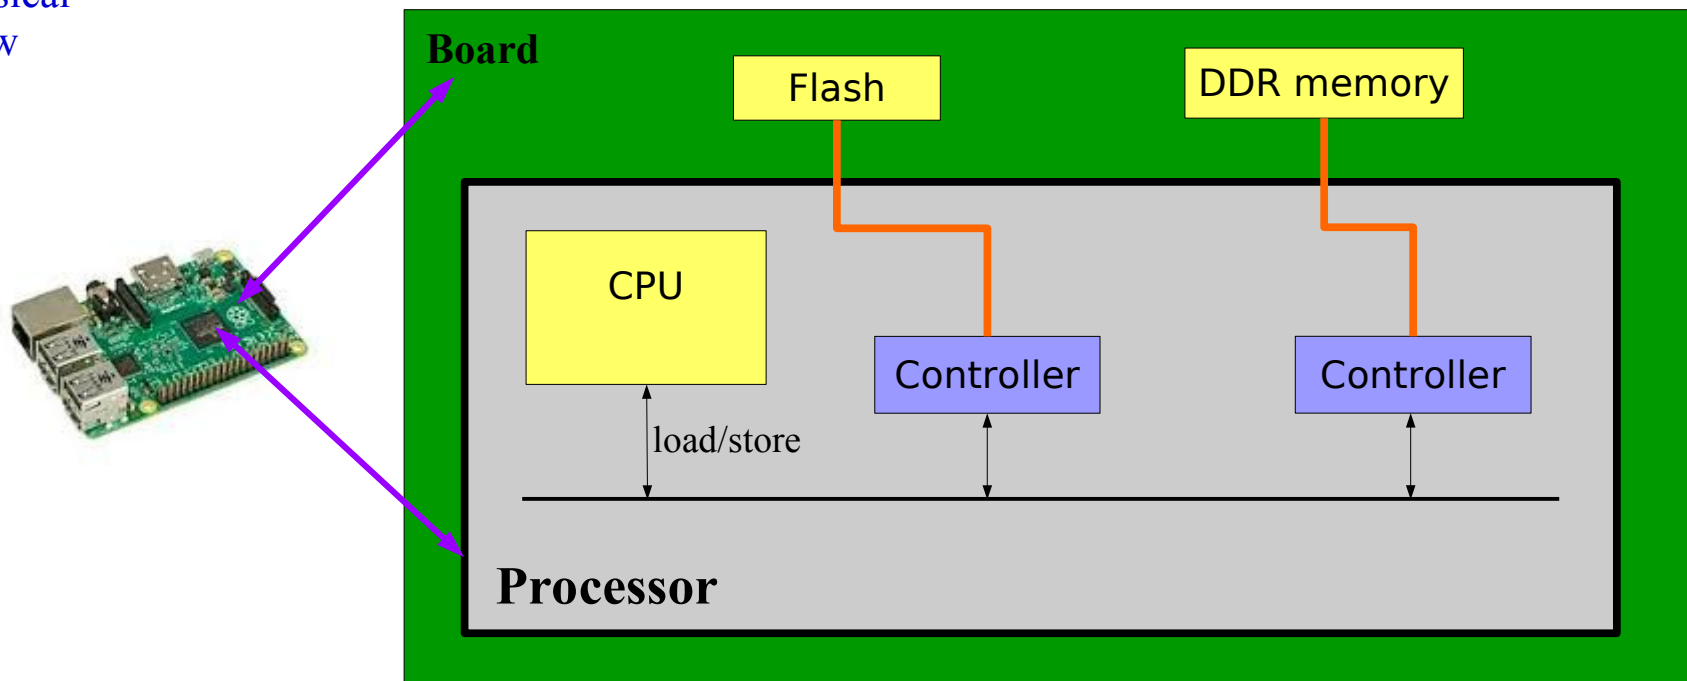 Board
Flash
DDR memory
CPU
Controller
Controller
load/store
Processor